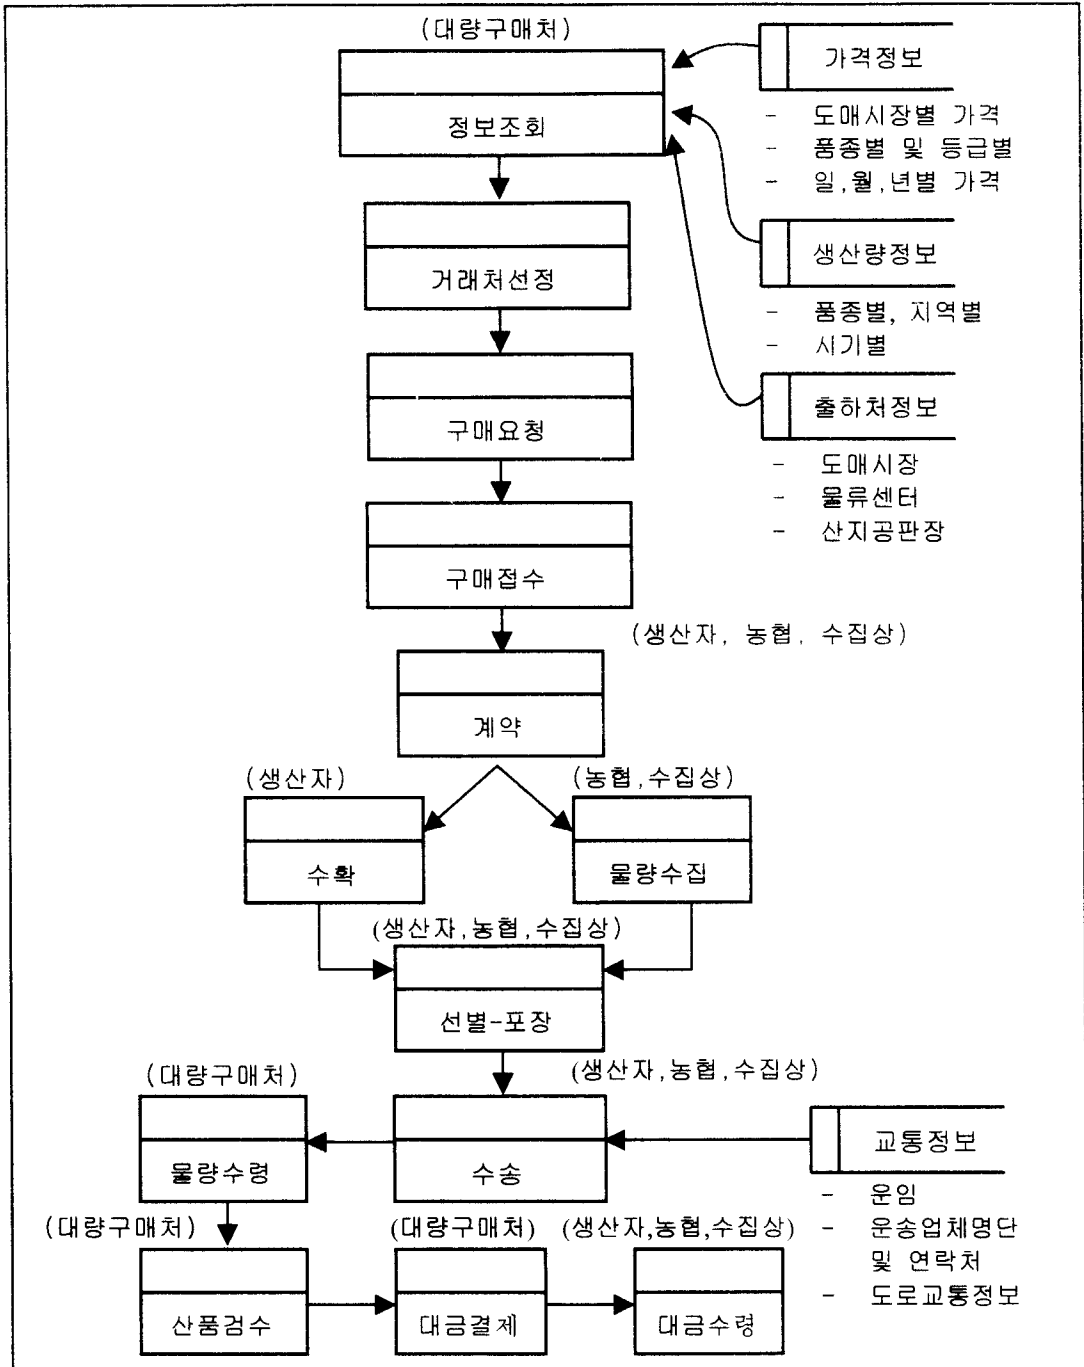 (대량구매처)
가격정보
정보조회
- 도매시장별 가격
- 품종별 및 등급별
- 일,월,년별 가격
거래처선정
생산량정보
- 품종별, 지역별
- 시기별
구매요청
출하처정보
- 도매시장
- 물류센터
- 산지공판장
구매접수
(생산자, 농협, 수집상)
계약
(생산자)
(농협,수집상)
수확
물량수집
(생산자,농협,수집상)
선별-포장
(생산자,농협,수집상)
(대량구매처)
물량수령
수송
교통정보
- 운임
- 운송업체명단
및 연락처
- 도로교통정보
(대량구매처)
(대량구매처)
(생산자,농협,수집상)
산품검수
대금결제
대금수령